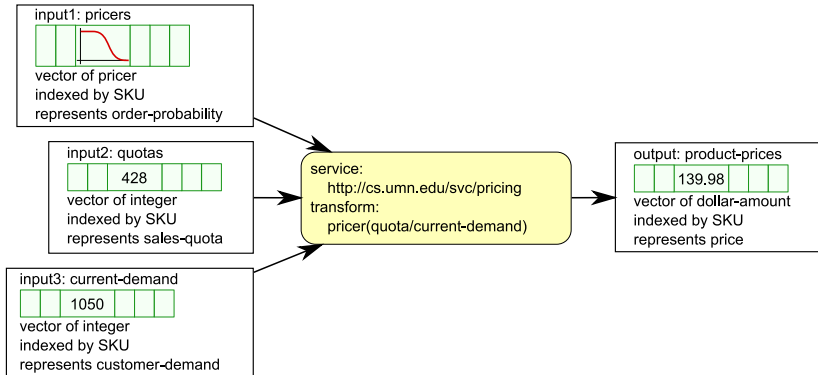 input1: pricers
vector of pricer
indexed by SKU
represents order-probability
input2: quotas
428
vector of integer
indexed by SKU
represents sales-quota
input3: current-demand
1050
vector of integer
indexed by SKU
represents customer-demand
service:
http://cs.umn.edu/svc/pricing
transform:
pricer(quota/current-demand)
output: product-prices
139.98
vector of dollar-amount
indexed by SKU
represents price